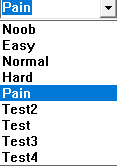 Pain
Noob
Easy
Normal
Hard
Pain
Test2
Test
Test3
Test4